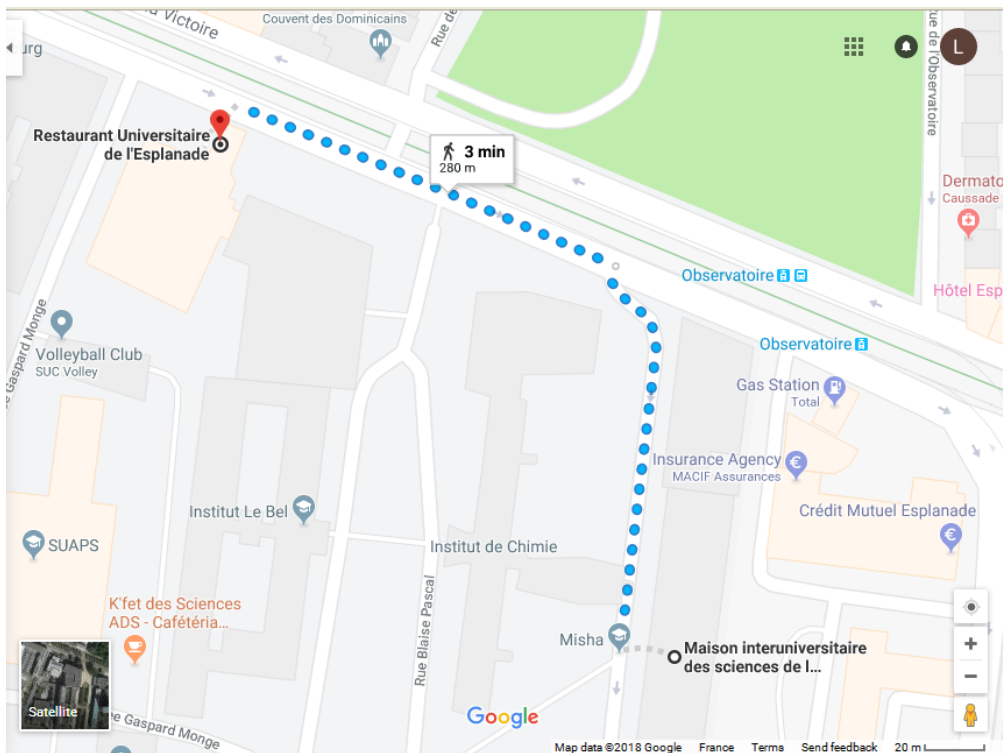 Couvent des Dominicains
Victoire
Rue de
urg
L
ue de l'Observatoire
Restaurant Universitaire
de l'Esplanade
3 min
280 m
Dermato
Caussade
Observatoire
Hôtel Esp
Observatoire
Volleyball Club
SUC Volley
e Gaspard Monge
Gas Station
Total
Insurance Agency
MACIF Assurances
Crédit Mutuel Esplanade
Institut Le Bel
Institut de Chimie
SUAPS
K'fet des Sciences
ADS - Cafétéria...
Rue Blaise Pascal
Misha
Maison interuniversitaire
des sciences de l...
Satellite
e Gaspard Monge
Google
Map data ©2018 Google France Terms Send feedback 20 m